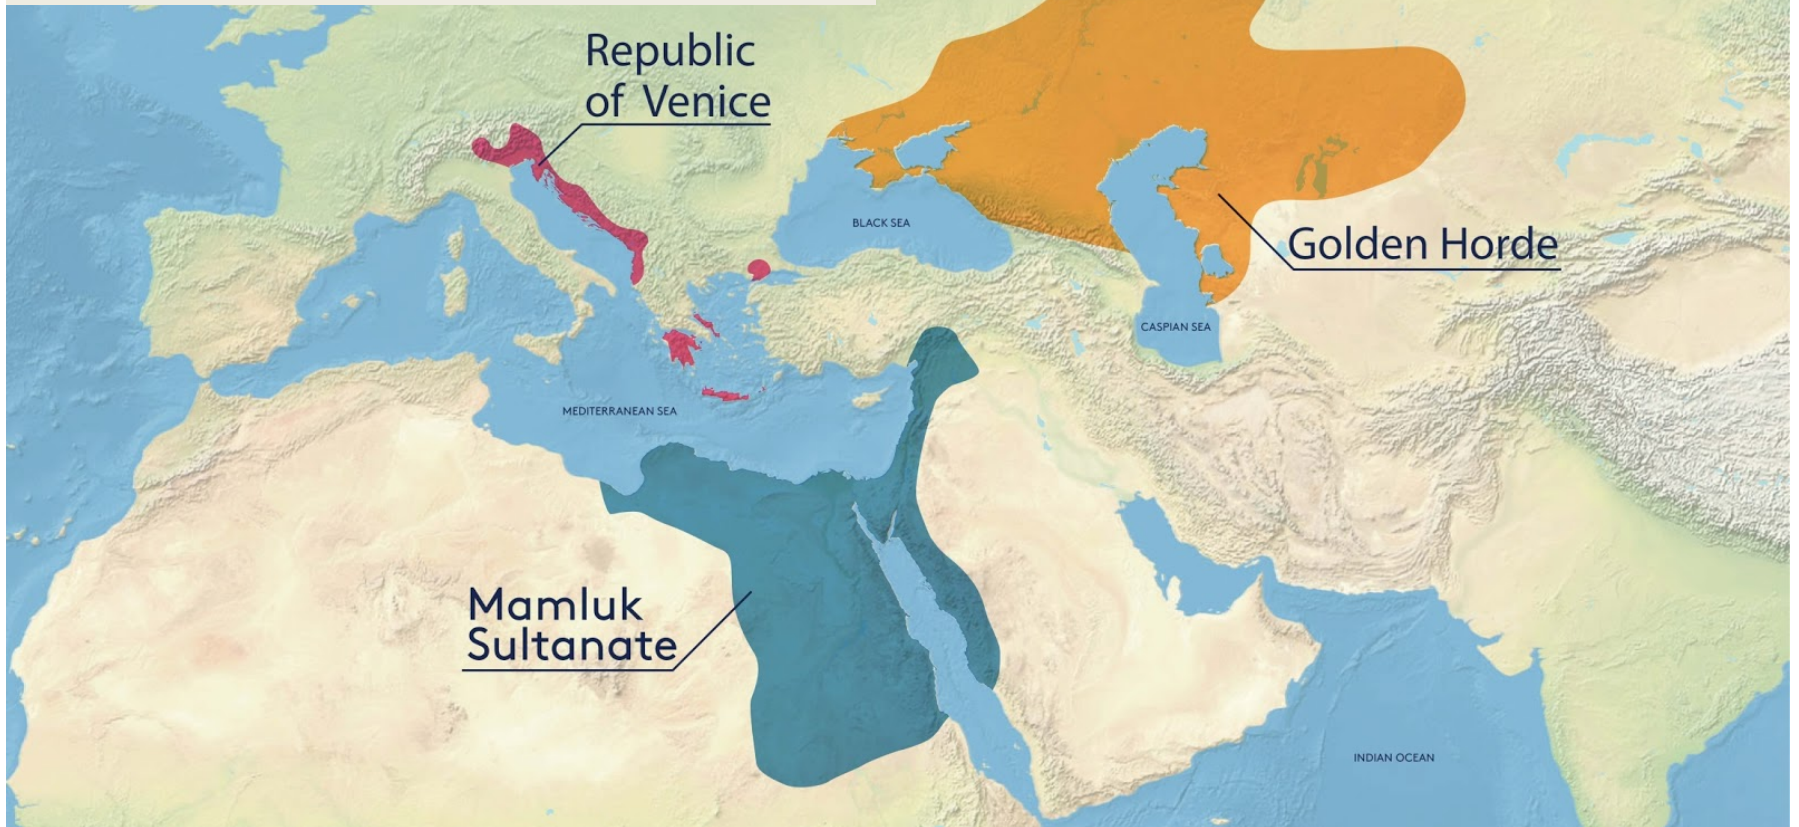 Republic
of Venice
BLACK SEA
Golden Horde
CASPIAN SEA
MEDITERRANEAN SEA
Mamluk
Sultanate
INDIAN OCEAN